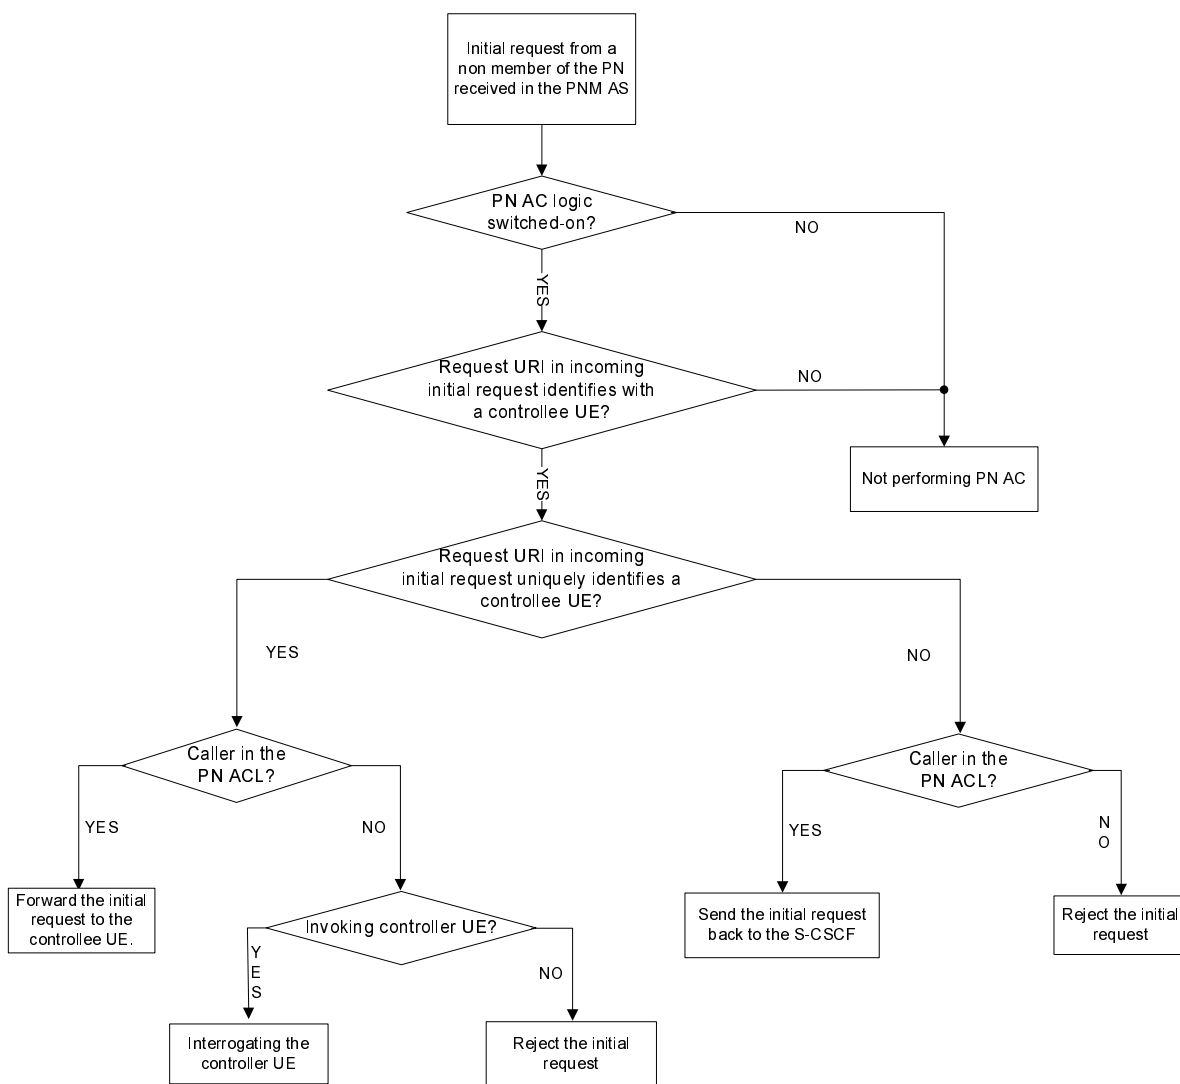 Initial request from a
non member of the PN
received in the PNM AS
PN AC logic
switched-on?
NO
YES
Request URI in incoming
initial request identifies with
a controllee UE?
NO
Not performing PN AC
YES
Request URI in incoming
initial request uniquely identifies a
controllee UE?
YES
NO
Caller in the
PN ACL?
Caller in the
PN ACL?
YES
NO
YES
N
O
Forward the initial
request to the
controllee UE.
Invoking controller UE?
Send the initial request
back to the S-CSCF
Reject the initial
request
Y
E
S
NO
Interrogating the
controller UE
Reject the initial
request